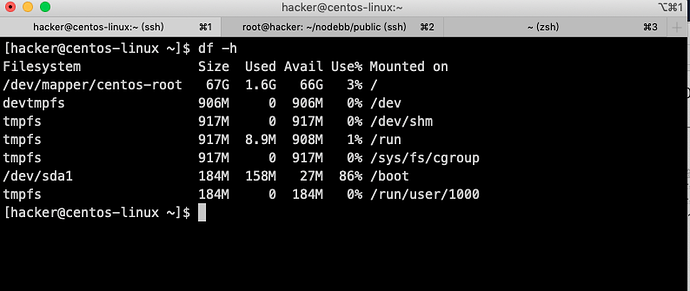 hacker@centos-linux:~
⌥⌘1
hacker@centos-linux:~ (ssh) ⌘1 root@hacker: ~/nodebb/public (ssh) ⌘2 ~ (zsh) ⌘3 +
[hacker@centos-linux ~]$ df -h
Filesystem Size Used Avail Use% Mounted on
/dev/mapper/centos-root 67G 1.6G 66G 3% /
devtmpfs 906M 0 906M 0% /dev
tmpfs 917M 0 917M 0% /dev/shm
tmpfs 917M 8.9M 908M 1% /run
tmpfs 917M 0 917M 0% /sys/fs/cgroup
/dev/sda1 184M 158M 27M 86% /boot
tmpfs 184M 0 184M 0% /run/user/1000
[hacker@centos-linux ~]$